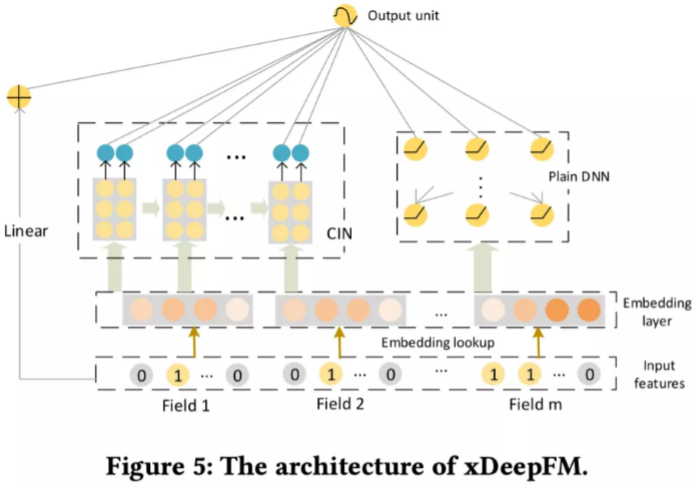 Output unit
...
Plain DNN
...
Linear
...
CIN
Embedding
layer
...
Embedding lookup
0 1 ... 0 0 1 ... 0 ... 1 1 ... 0
Input
features
Field 1 Field 2 Field m
Figure 5: The architecture of xDeepFM.